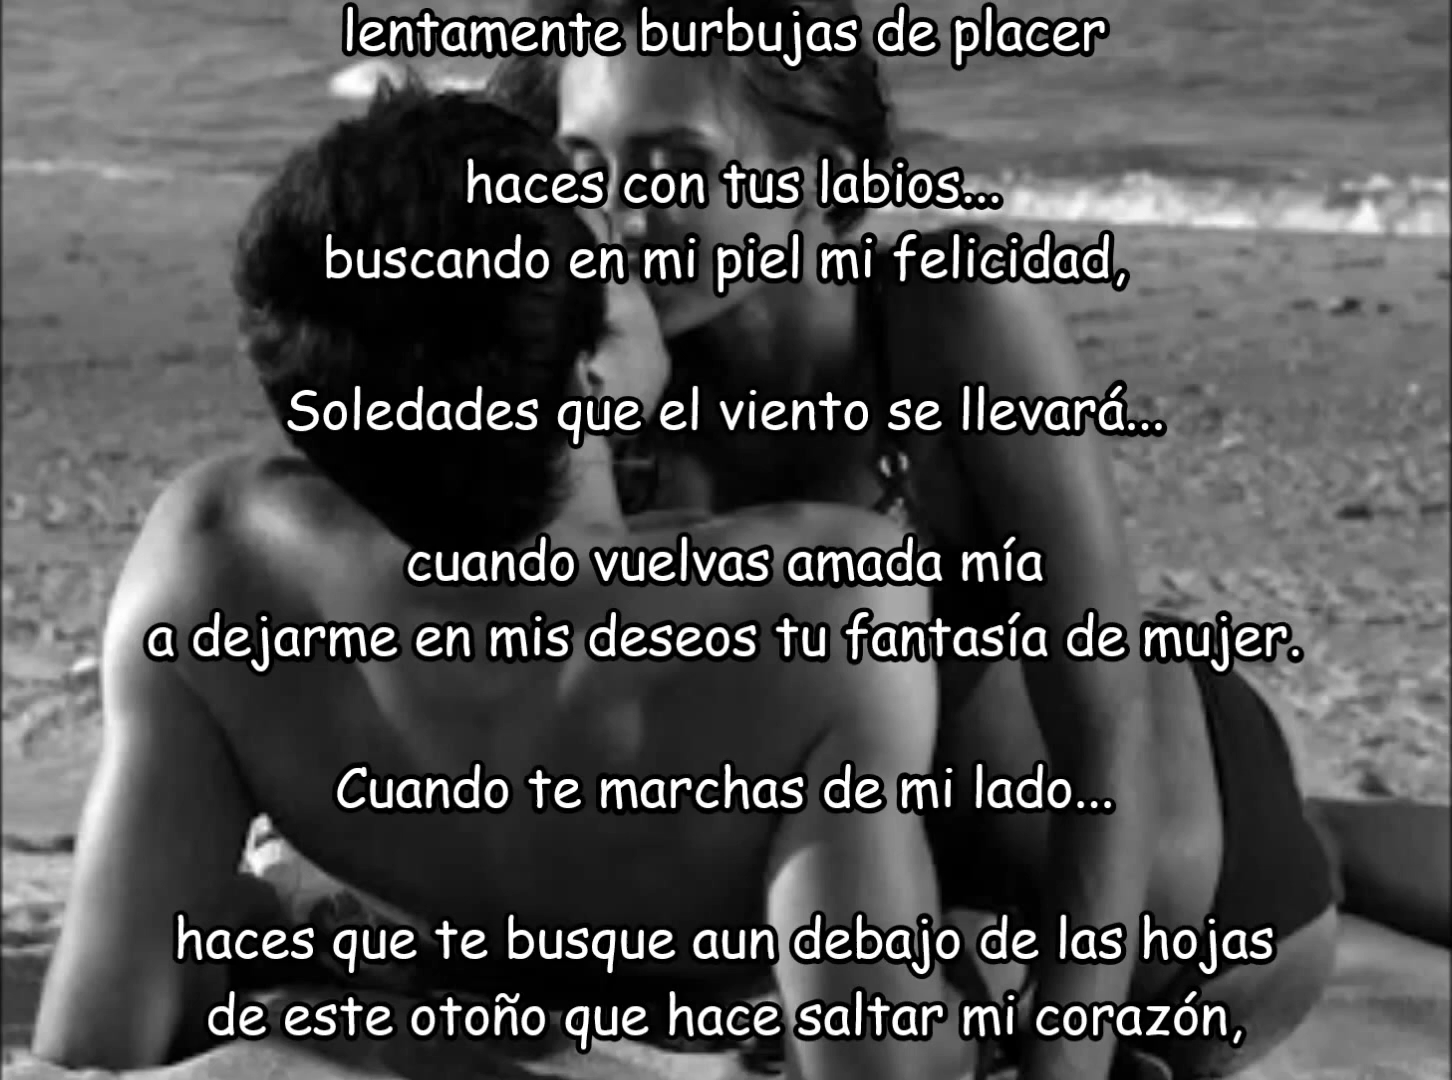 lentamente burbujas de placer
haces con tus labios...
buscando en mi piel mi felicidad,
Soledades que el viento se llevará...
cuando vuelvas amada mía
a dejarme en mis deseos tu fantasía de mujer.
Cuando te marchas de mi lado...
haces que te busque aun debajo de las hojas
de este otoño que hace saltar mi corazón,